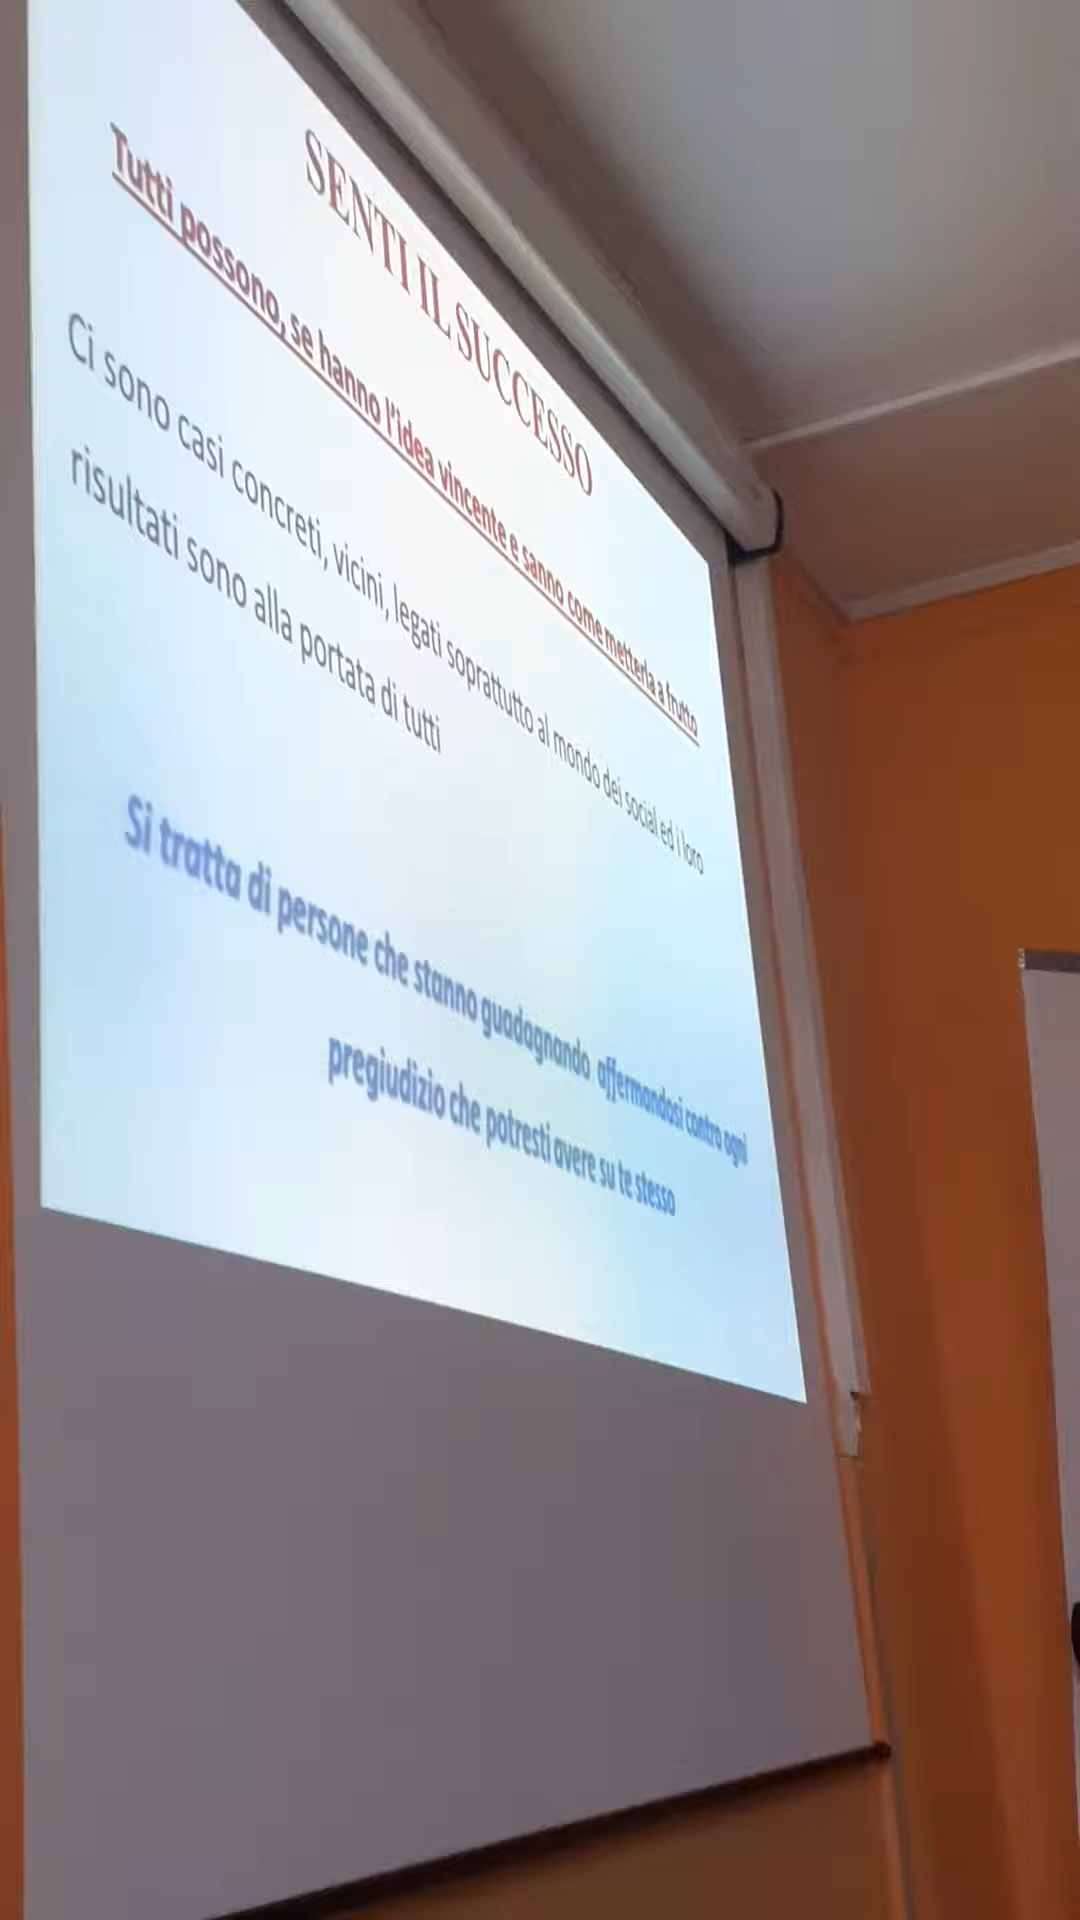 SENTI IL SUCCESSO
Tutti possono, se hanno l'idea vincente e sanno come metterla a frutto
Ci sono casi concreti, vicini, legati soprattutto al mondo dei social ed i loro
risultati sono alla portata di tutti
Si tratta di persone che stanno guadagnando affermandosi contro ogni
pregiudizio che potresti avere su te stesso